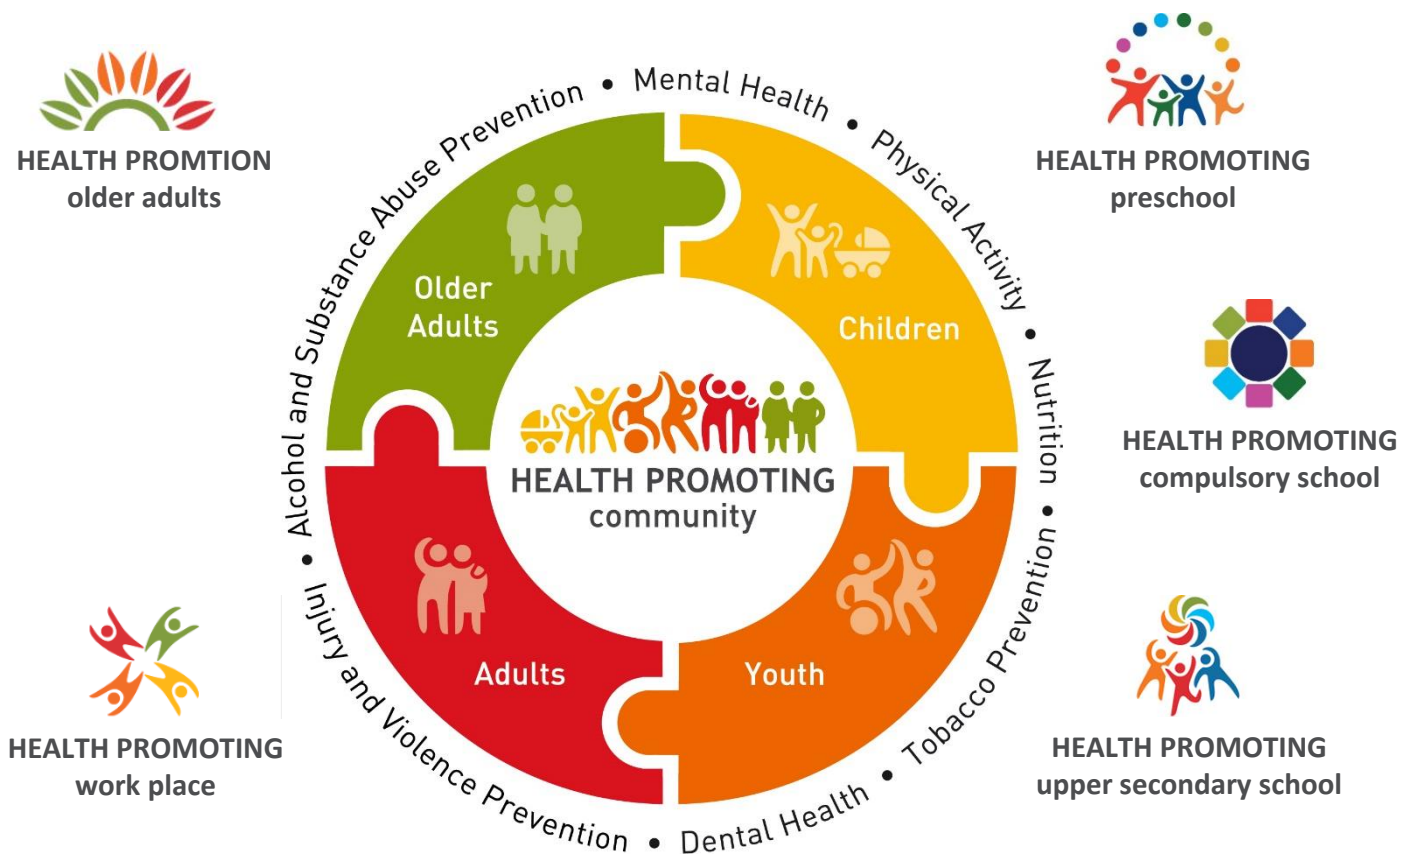 HEALTH PROMTION
older adults
HEALTH PROMOTING
preschool
HEALTH PROMOTING
compulsory school
HEALTH PROMOTING
upper secondary school
HEALTH PROMOTING
work place
Mental Health • Physical Activity • Nutrition • Tobacco Prevention • Dental Health • Injury and Violence Prevention • Alcohol and Substance Abuse Prevention •
Older
Adults
Children
Adults
Youth
HEALTH PROMOTING
community